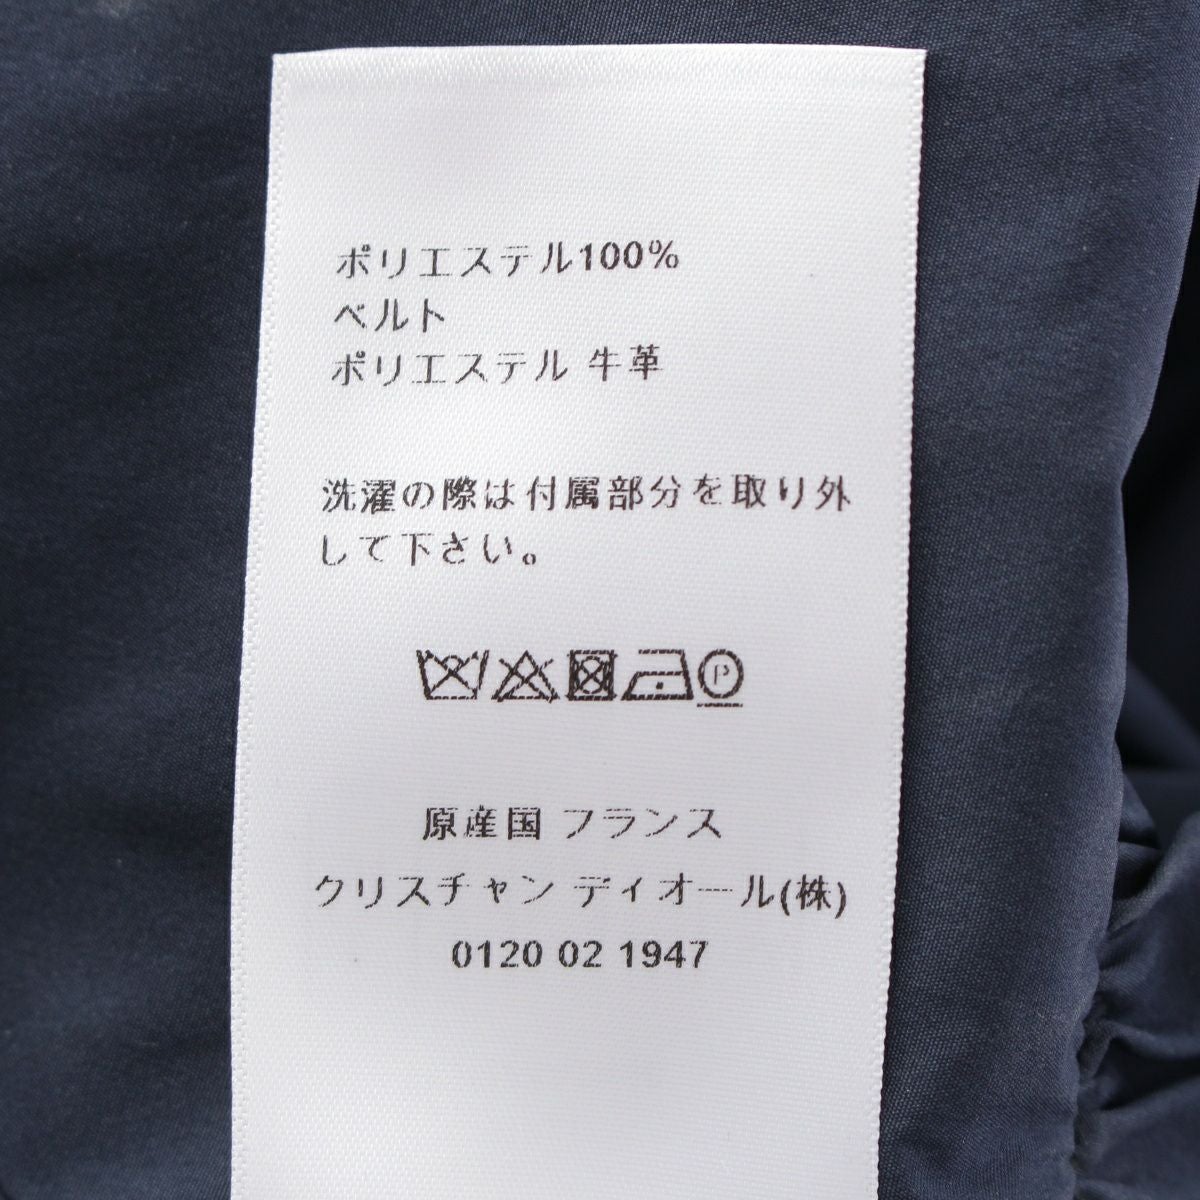 ポリエステル100%
ベルト
ポリエステル 牛革
洗濯の際は付属部分を取り外
して下さい。
P
原産国 フランス
クリスチャン ディオール(株)
0120 02 1947